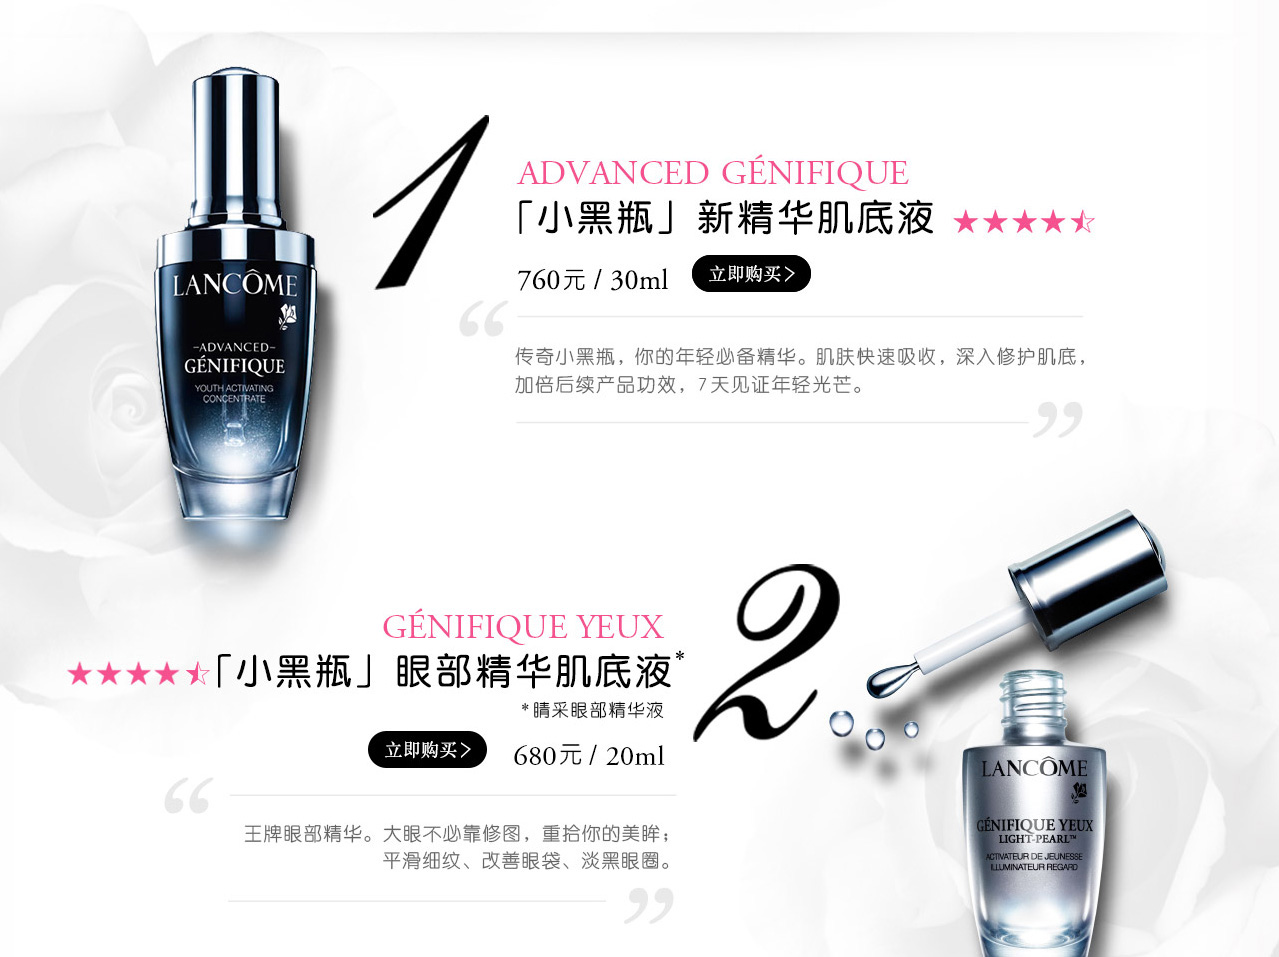 1
ADVANCED GÉNIFIQUE
「小黑瓶」新精华肌底液
760元 / 30ml 立即购买>
“
传奇小黑瓶，你的年轻必备精华。肌肤快速吸收，深入修护肌底，
加倍后续产品功效，7天见证年轻光芒。
”
LANCÔME
–ADVANCED–
GÉNIFIQUE
YOUTH ACTIVATING
CONCENTRATE
2
GÉNIFIQUE YEUX
「小黑瓶」眼部精华肌底液*
*睛采眼部精华液
立即购买> 680元 / 20ml
“
王牌眼部精华。大眼不必靠修图，重拾你的美眸；
平滑细纹、改善眼袋、淡黑眼圈。
”
LANCÔME
GÉNIFIQUE YEUX
LIGHT-PEARL™
ACTIVATEUR DE JEUNESSE
ILLUMINATEUR REGARD